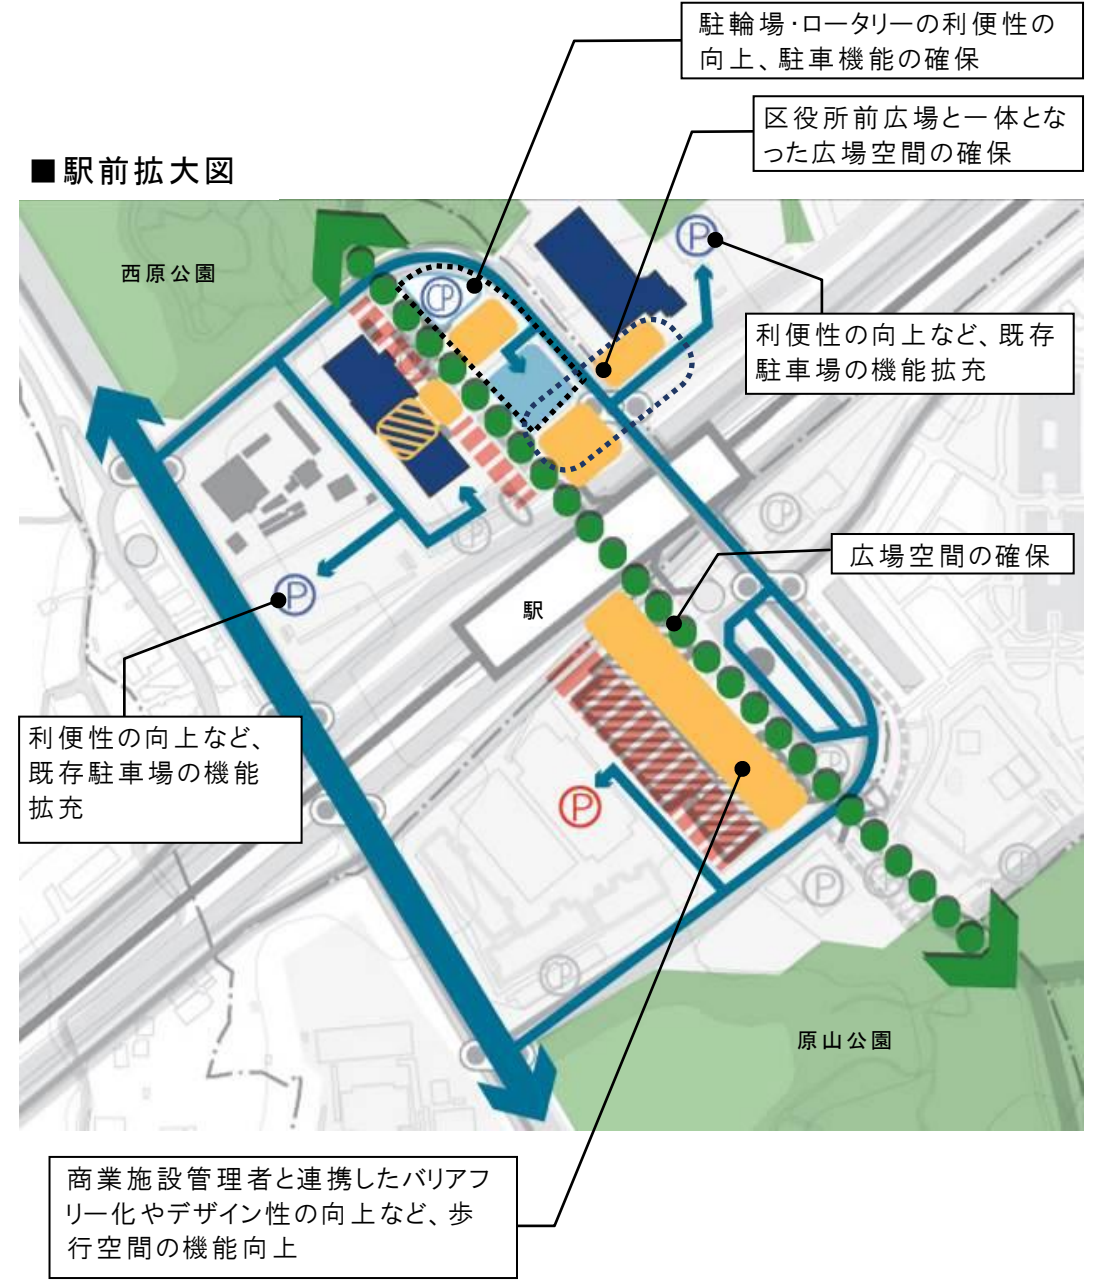 駐輪場・ロータリーの利便性の
向上、駐車機能の確保
区役所前広場と一体とな
った広場空間の確保
■駅前拡大図
西原公園
P
CP
利便性の向上など、既存
駐車場の機能拡充
CP
CP
広場空間の確保
P
駅
利便性の向上など、
既存駐車場の機能
拡充
CP
P
CP
P
CP
CP
原山公園
商業施設管理者と連携したバリアフ
リー化やデザイン性の向上など、歩
行空間の機能向上